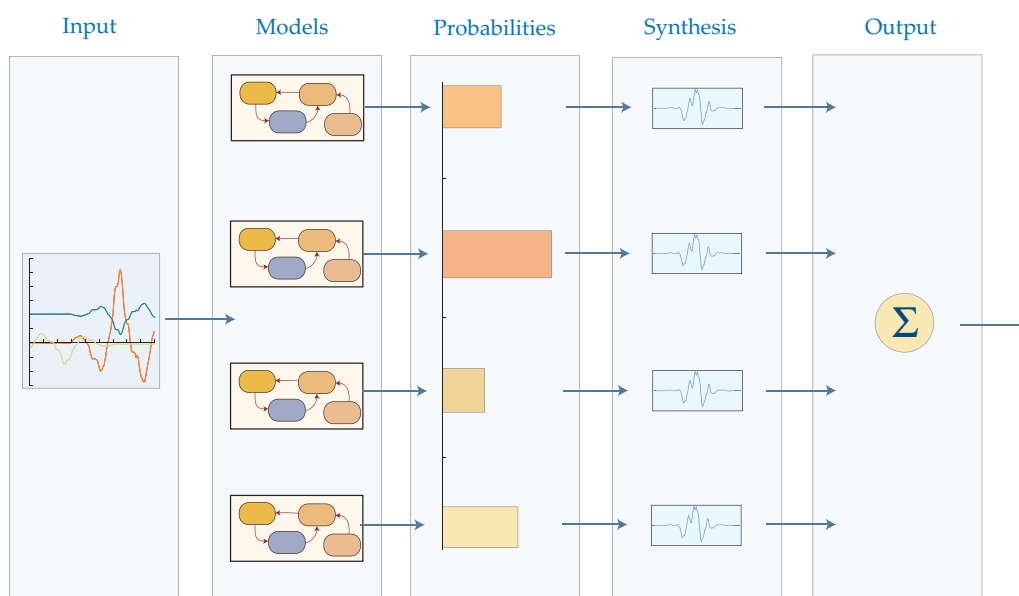 Input
Models
Probabilities
Synthesis
Output
Σ